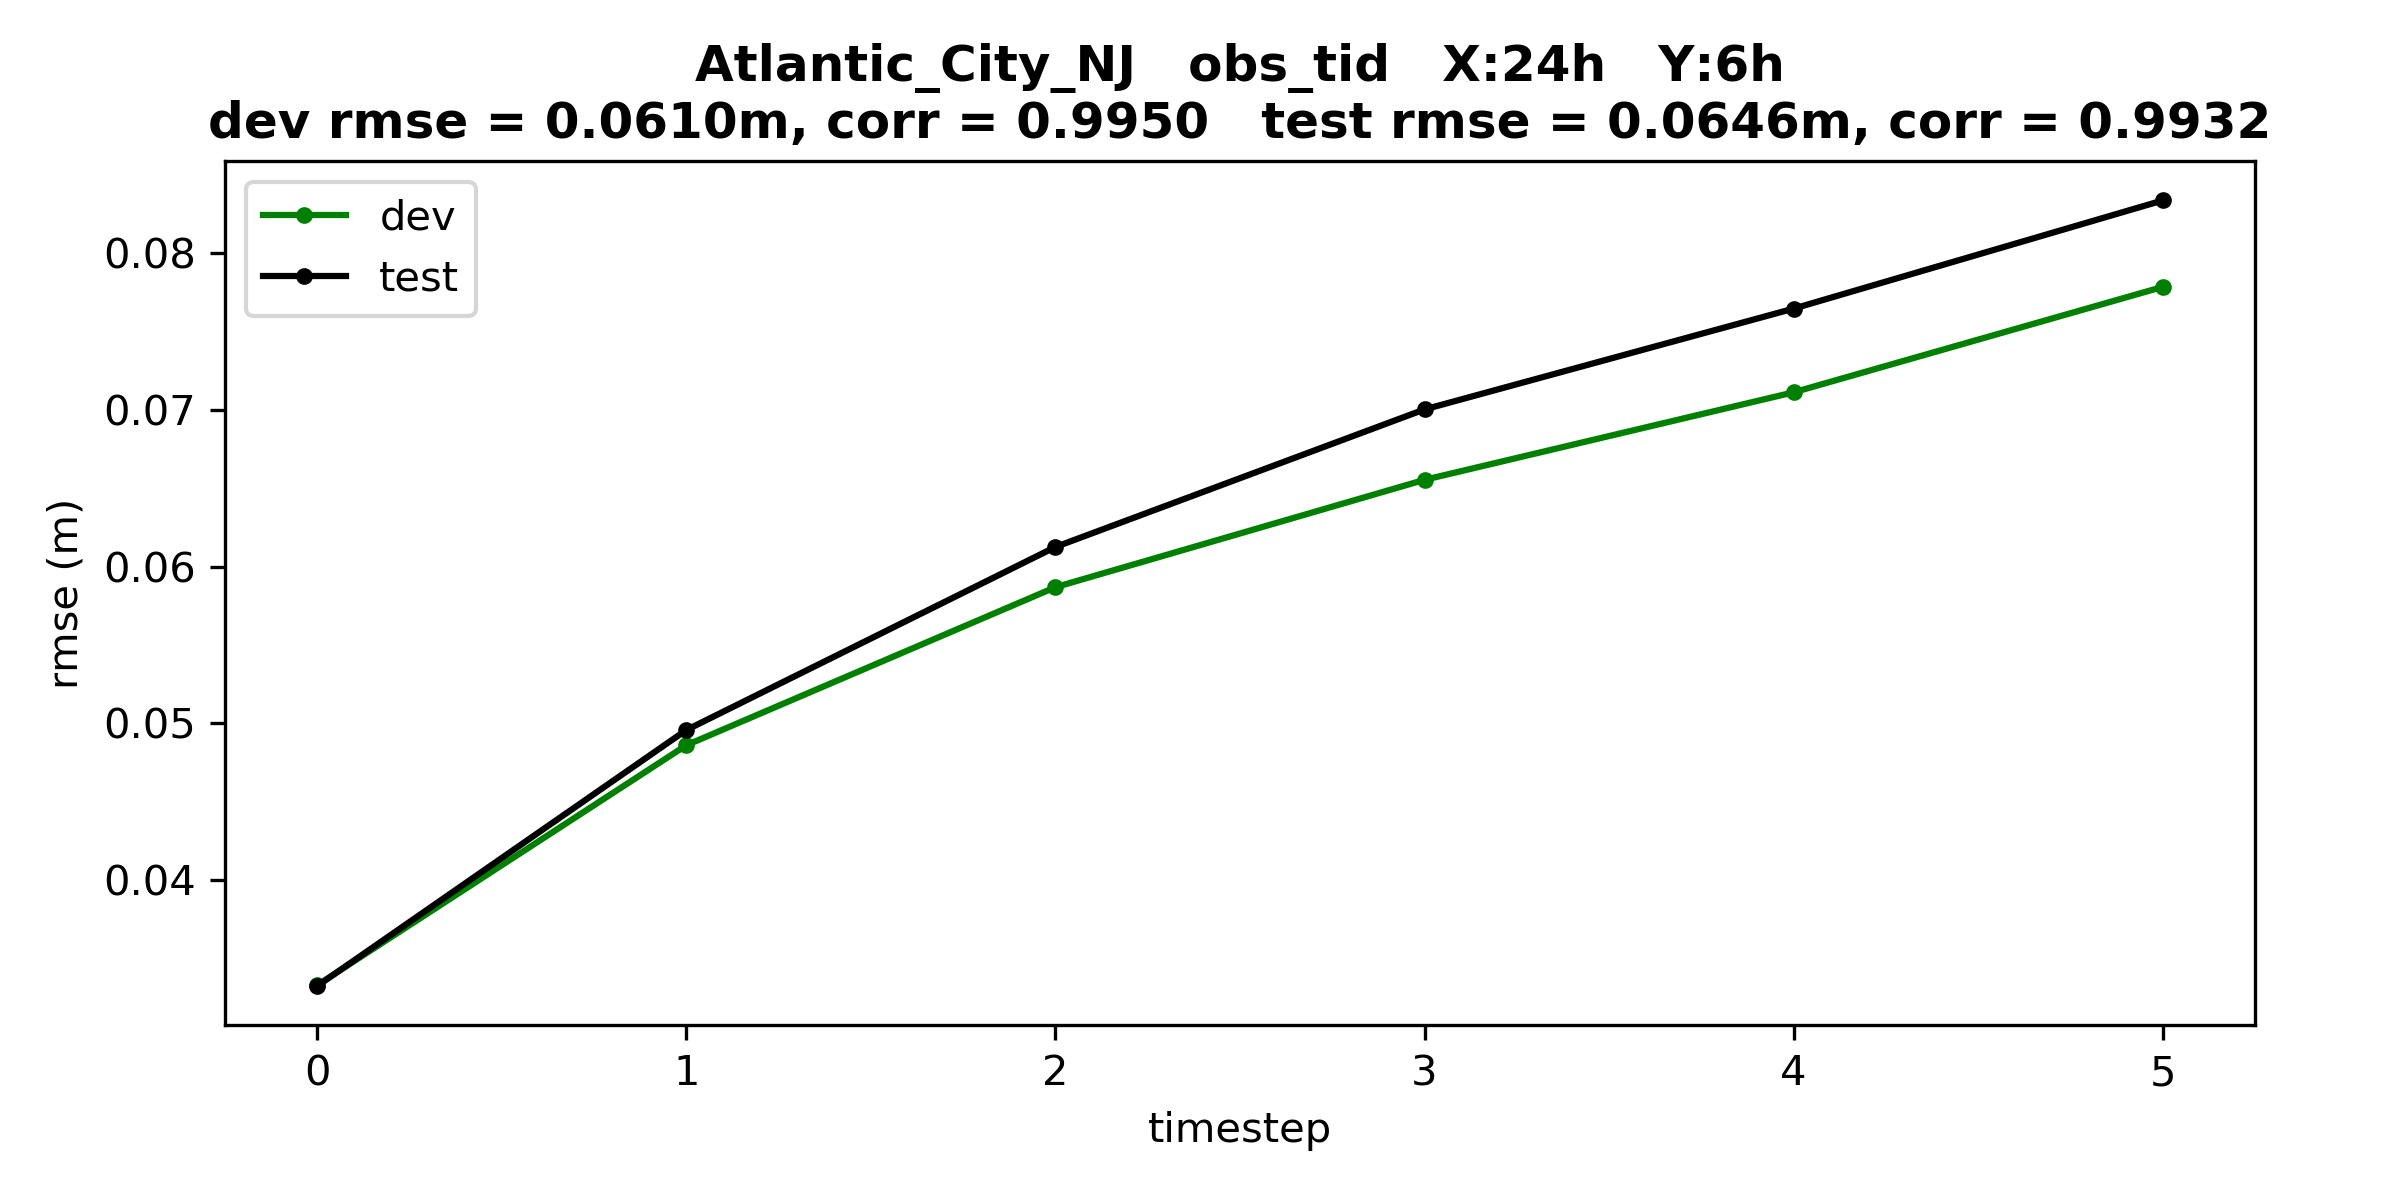 Atlantic_City_NJ   obs_tid   X:24h   Y:6h
dev rmse = 0.0610m, corr = 0.9950   test rmse = 0.0646m, corr = 0.9932
dev
test
0.08
0.07
0.06
0.05
0.04
rmse (m)
0 1 2 3 4 5
timestep